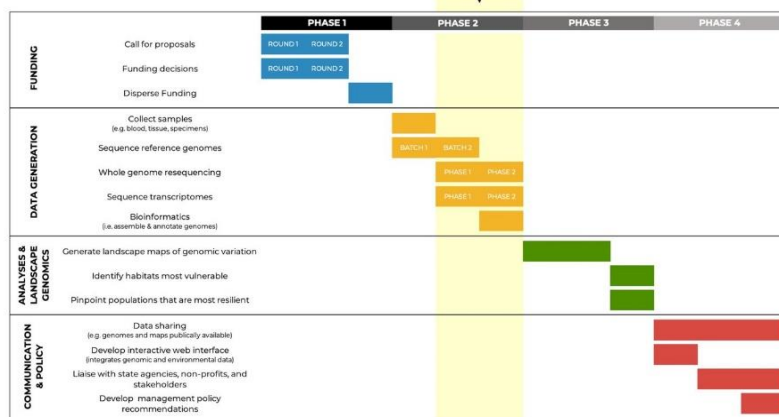 PHASE 1 PHASE 2 PHASE 3 PHASE 4
FUNDING
Call for proposals ROUND 1 ROUND 2
Funding decisions ROUND 1 ROUND 2
Disperse Funding
DATA GENERATION
Collect samples
(e.g. blood, tissue, specimens)
Sequence reference genomes BATCH 1 BATCH 2
Whole genome resequencing PHASE 1 PHASE 2
Sequence transcriptomes PHASE 1 PHASE 2
Bioinformatics
(i.e. assemble & annotate genomes)
ANALYSES &
LANDSCAPE
GENOMICS
Generate landscape maps of genomic variation
Identify habitats most vulnerable
Pinpoint populations that are most resilient
COMMUNICATION
& POLICY
Data sharing
(e.g. genomes and maps publically available)
Develop interactive web interface
(integrates genomic and environmental data)
Liaise with state agencies, non-profits, and
stakeholders
Develop management policy
recommendations